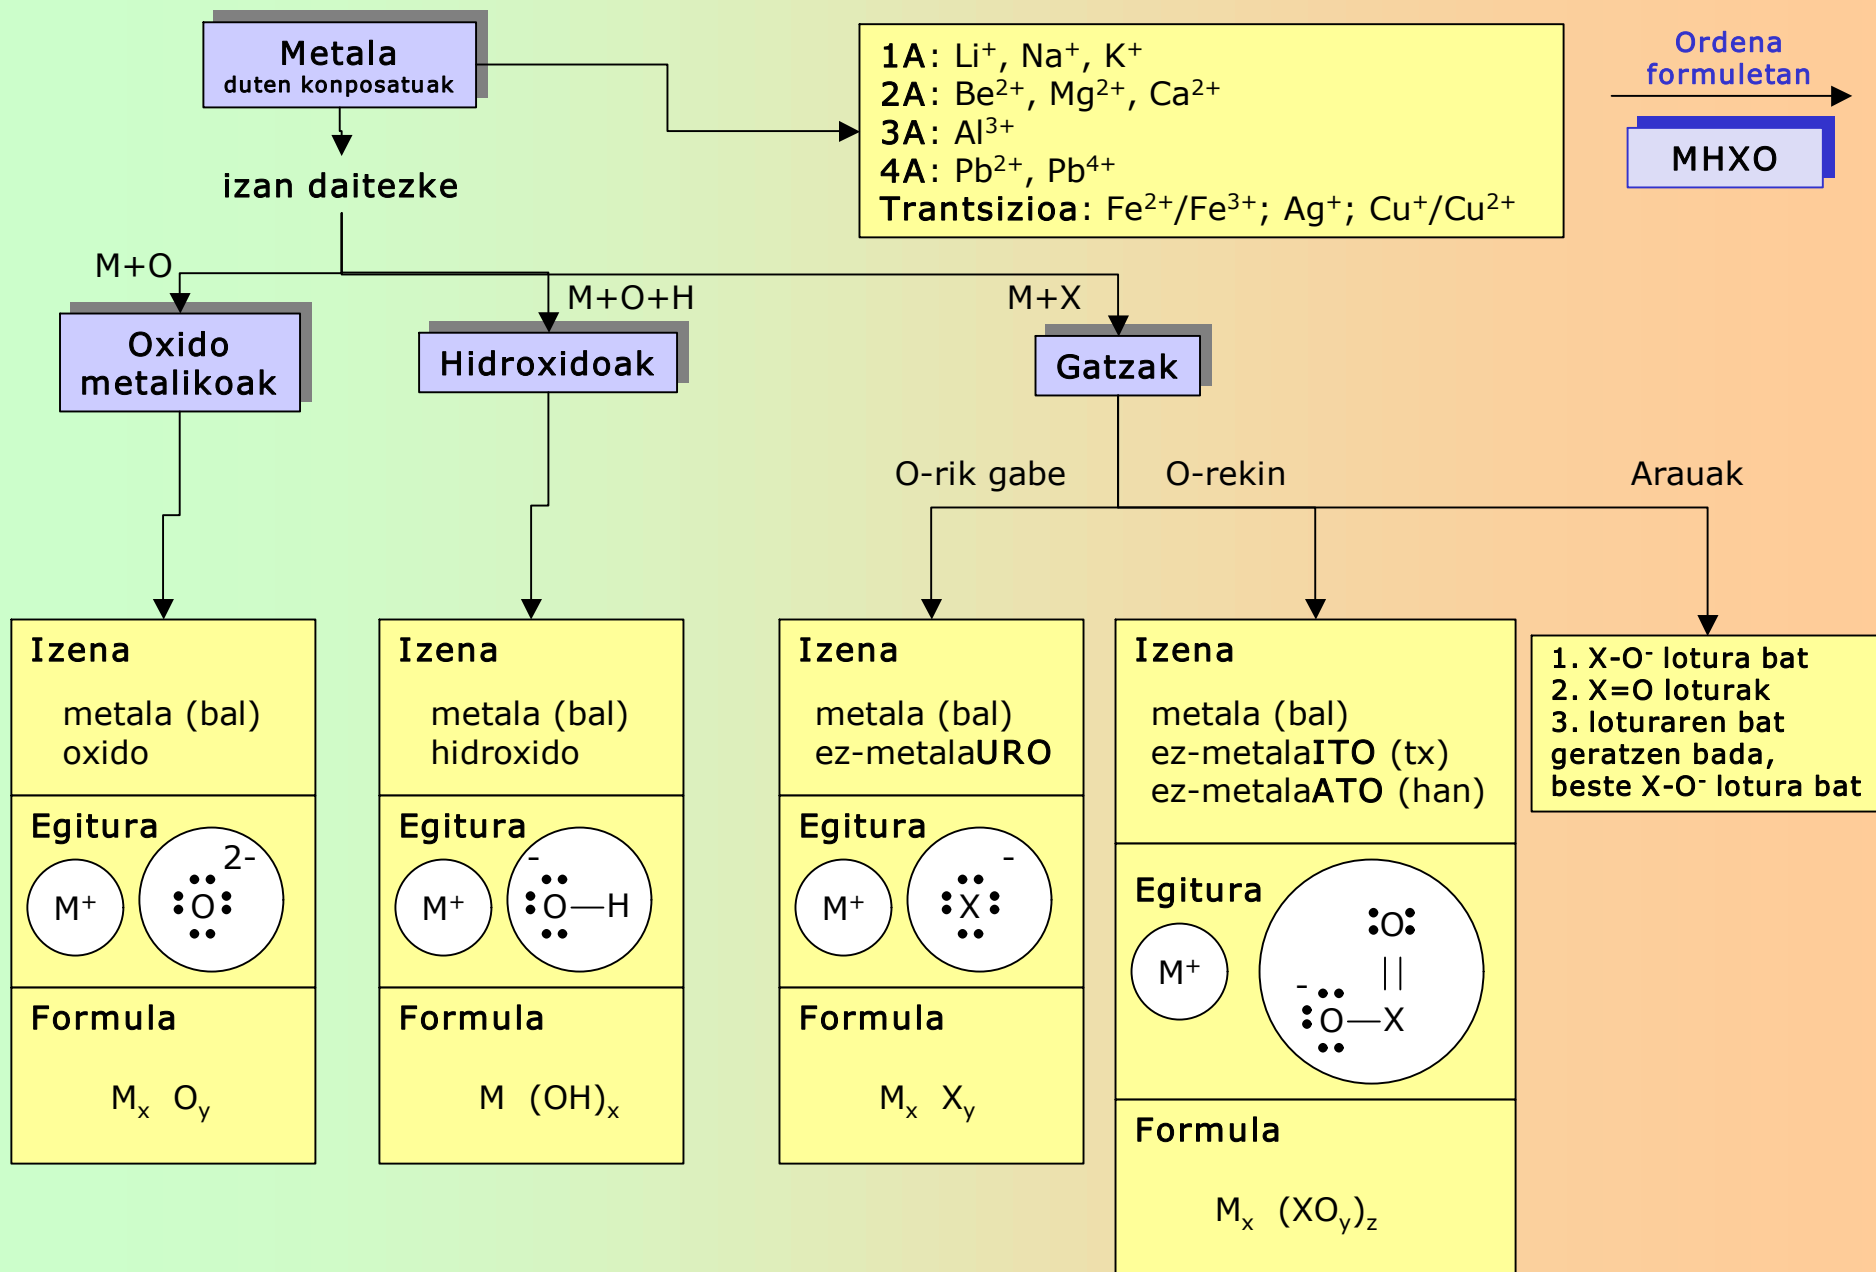 Metala
duten konposatuak
1A: Li⁺, Na⁺, K⁺
2A: Be²⁺, Mg²⁺, Ca²⁺
3A: Al³⁺
4A: Pb²⁺, Pb⁴⁺
Trantsizioa: Fe²⁺/Fe³⁺; Ag⁺; Cu⁺/Cu²⁺
Ordena
formuletan
MHXO
izan daitezke
M+O
M+O+H
M+X
Oxido
metalikoak
Hidroxidoak
Gatzak
O-rik gabe
O-rekin
Arauak
Izena
metala (bal)
oxido
Egitura
M⁺
O
2-
Formula
Mₓ Oᵧ
Izena
metala (bal)
hidroxido
Egitura
M⁺
-
O—H
Formula
M (OH)ₓ
Izena
metala (bal)
ez-metalaURO
Egitura
M⁺
X
-
Formula
Mₓ Xᵧ
Izena
metala (bal)
ez-metalaITO (tx)
ez-metalaATO (han)
Egitura
M⁺
O
||
-
O—X
Formula
Mₓ (XOᵧ)z
1. X-O⁻ lotura bat
2. X=O loturak
3. loturaren bat
geratzen bada,
beste X-O⁻ lotura bat